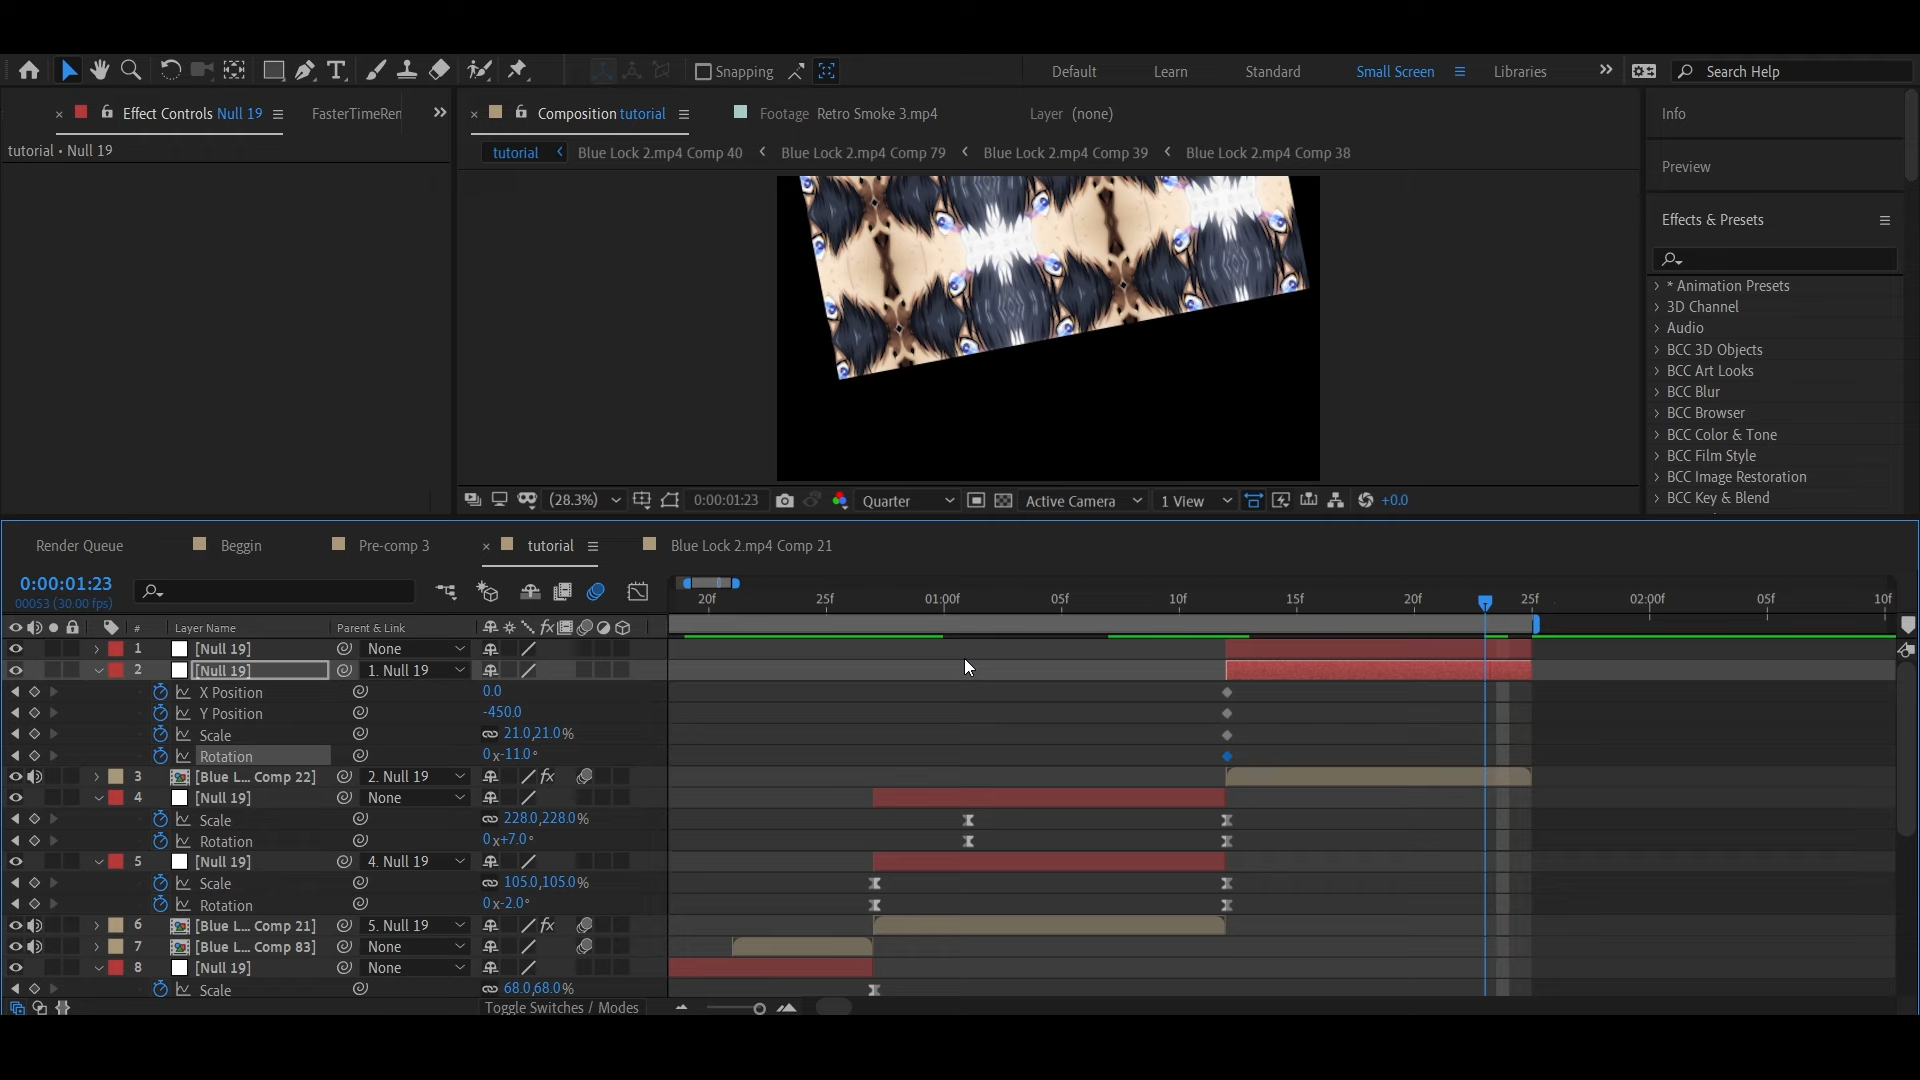 Snapping
Default
Learn
Standard
Small Screen
Libraries
Search Help
Effect Controls Null 19
FasterTimeRen
Composition tutorial
Footage Retro Smoke 3.mp4
Layer (none)
Info
tutorial • Null 19
tutorial
Blue Lock 2.mp4 Comp 40
Blue Lock 2.mp4 Comp 79
Blue Lock 2.mp4 Comp 39
Blue Lock 2.mp4 Comp 38
Preview
Effects & Presets
* Animation Presets
3D Channel
Audio
BCC 3D Objects
BCC Art Looks
BCC Blur
BCC Browser
BCC Color & Tone
BCC Film Style
BCC Image Restoration
BCC Key & Blend
(28.3%)
0:00:01:23
Quarter
Active Camera
1 View
+0.0
Render Queue
Beggin
Pre-comp 3
tutorial
Blue Lock 2.mp4 Comp 21
0:00:01:23
00053 (30.00 fps)
20f
25f
01:00f
05f
10f
15f
20f
25f
02:00f
05f
10f
# Layer Name Parent & Link
1 [Null 19] None
2 [Null 19] 1. Null 19
X Position 0.0
Y Position -450.0
Scale 21.0,21.0%
Rotation 0x-11.0°
3 [Blue L... Comp 22] 2. Null 19 fx
4 [Null 19] None
Scale 228.0,228.0%
Rotation 0x+7.0°
5 [Null 19] 4. Null 19
Scale 105.0,105.0%
Rotation 0x-2.0°
6 [Blue L... Comp 21] 5. Null 19 fx
7 [Blue L... Comp 83] None
8 [Null 19] None
Scale 68.0,68.0%
Toggle Switches / Modes